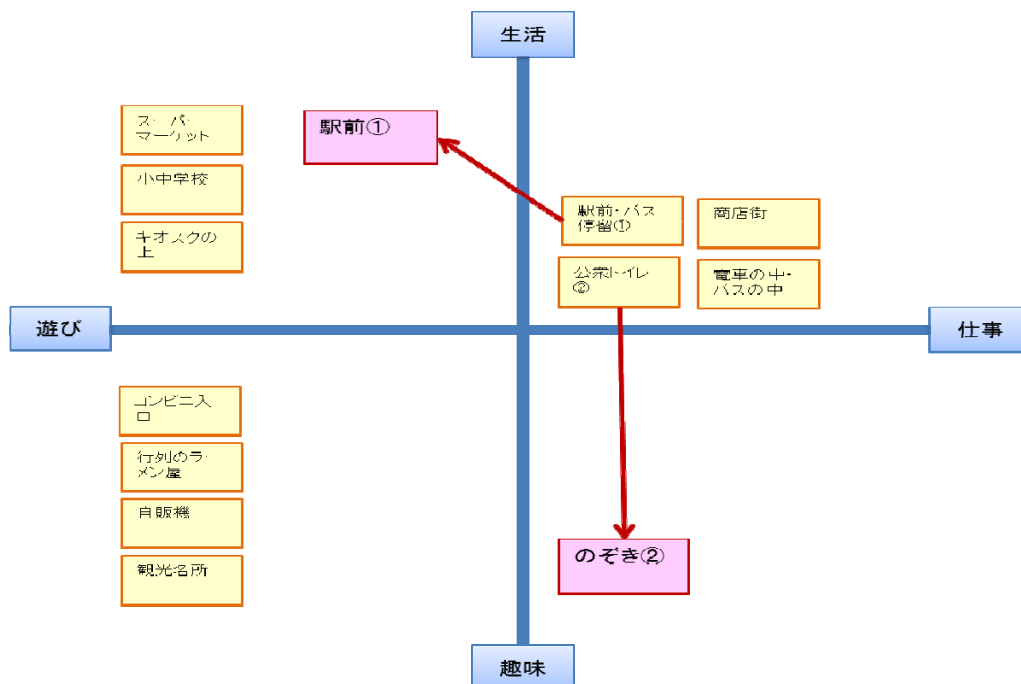 生活
スーパー
マーケット
駅前①
小中学校
キオスクの
上
駅前・バス
停留①
商店街
公衆トイレ
②
電車の中・
バスの中
遊び
仕事
コンビニ入
口
行列のラー
メン屋
自販機
観光名所
のぞき②
趣味